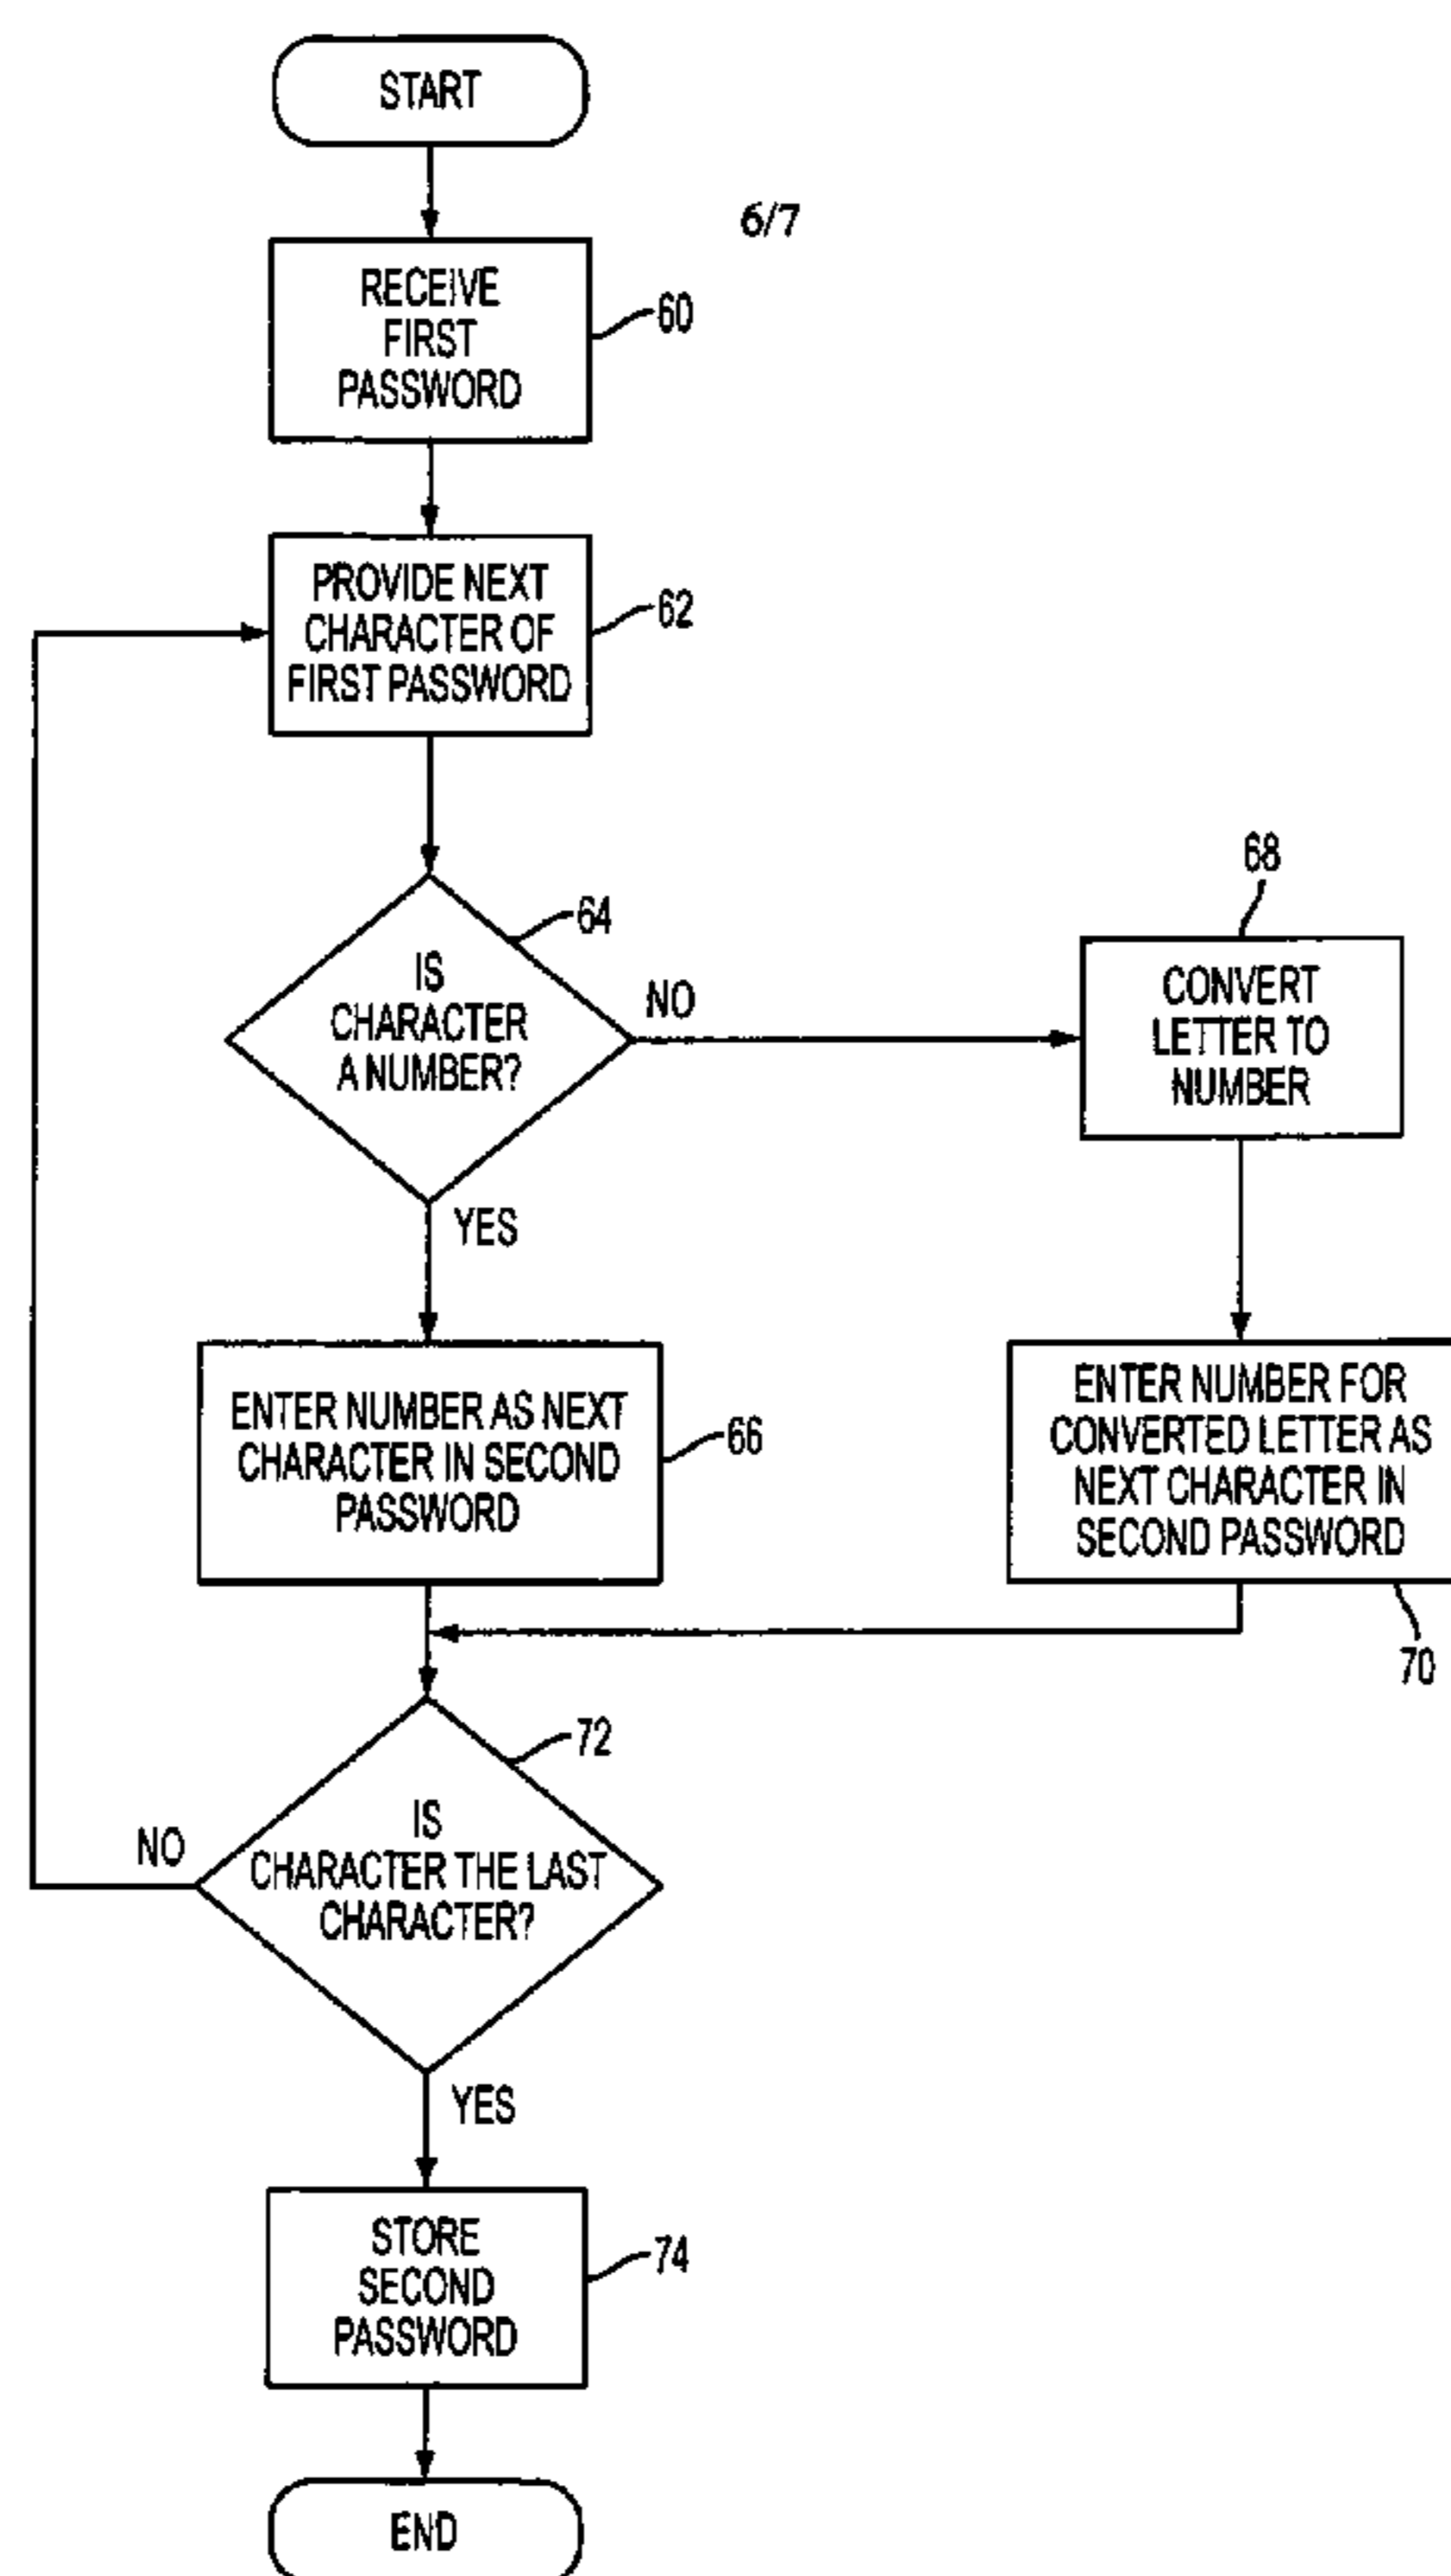 START
6/7
RECEIVE
FIRST
PASSWORD
60
PROVIDE NEXT
CHARACTER OF
FIRST PASSWORD
62
64
IS
CHARACTER
A NUMBER?
NO
68
CONVERT
LETTER TO
NUMBER
YES
ENTER NUMBER AS NEXT
CHARACTER IN SECOND
PASSWORD
66
ENTER NUMBER FOR
CONVERTED LETTER AS
NEXT CHARACTER IN
SECOND PASSWORD
70
72
IS
CHARACTER THE LAST
CHARACTER?
NO
YES
STORE
SECOND
PASSWORD
74
END